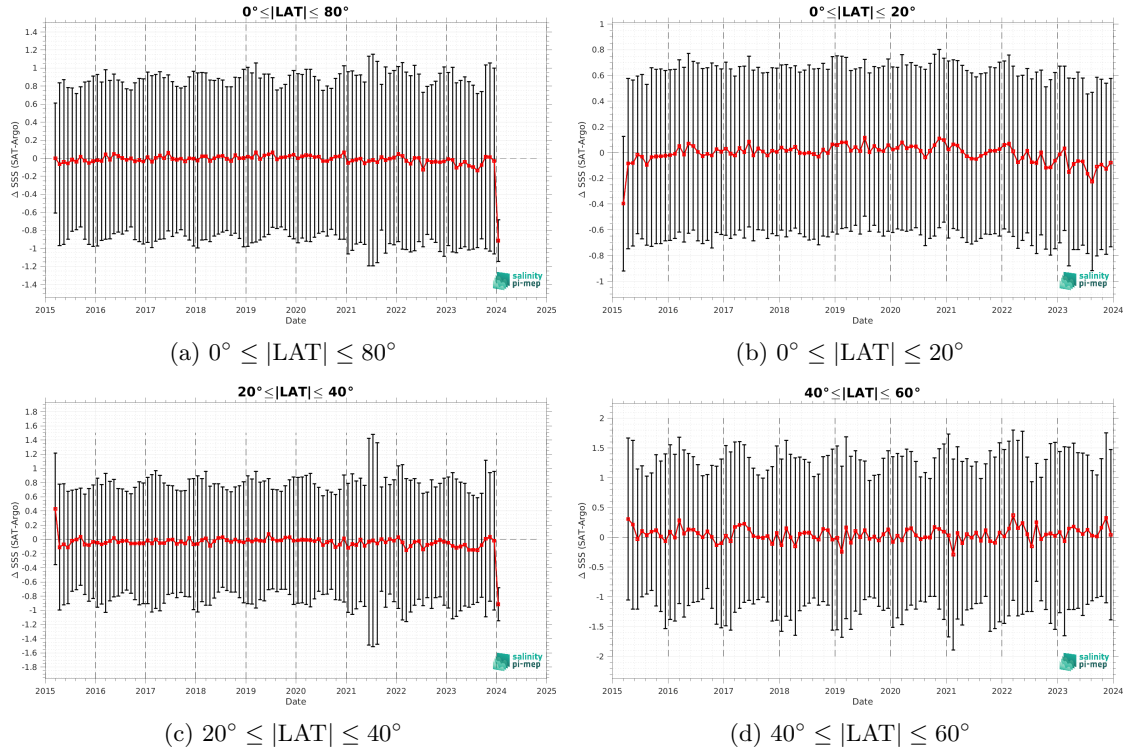 0°≤|LAT|≤ 80°
1.4
1.2
1
0.8
0.6
0.4
0.2
0
-0.2
-0.4
-0.6
-0.8
-1
-1.2
-1.4
Δ SSS (SAT-Argo)
2015 2016 2017 2018 2019 2020 2021 2022 2023 2024 2025
Date
salinity
pi-mep
(a) 0° ≤ |LAT| ≤ 80°
0°≤|LAT|≤ 20°
1
0.8
0.6
0.4
0.2
0
-0.2
-0.4
-0.6
-0.8
-1
Δ SSS (SAT-Argo)
2015 2016 2017 2018 2019 2020 2021 2022 2023 2024
Date
salinity
pi-mep
(b) 0° ≤ |LAT| ≤ 20°
20°≤|LAT|≤ 40°
1.8
1.6
1.4
1.2
1
0.8
0.6
0.4
0.2
0
-0.2
-0.4
-0.6
-0.8
-1
-1.2
-1.4
-1.6
-1.8
Δ SSS (SAT-Argo)
2015 2016 2017 2018 2019 2020 2021 2022 2023 2024 2025
Date
salinity
pi-mep
(c) 20° ≤ |LAT| ≤ 40°
40°≤|LAT|≤ 60°
2
1.5
1
0.5
0
-0.5
-1
-1.5
-2
Δ SSS (SAT-Argo)
2015 2016 2017 2018 2019 2020 2021 2022 2023 2024
Date
salinity
pi-mep
(d) 40° ≤ |LAT| ≤ 60°